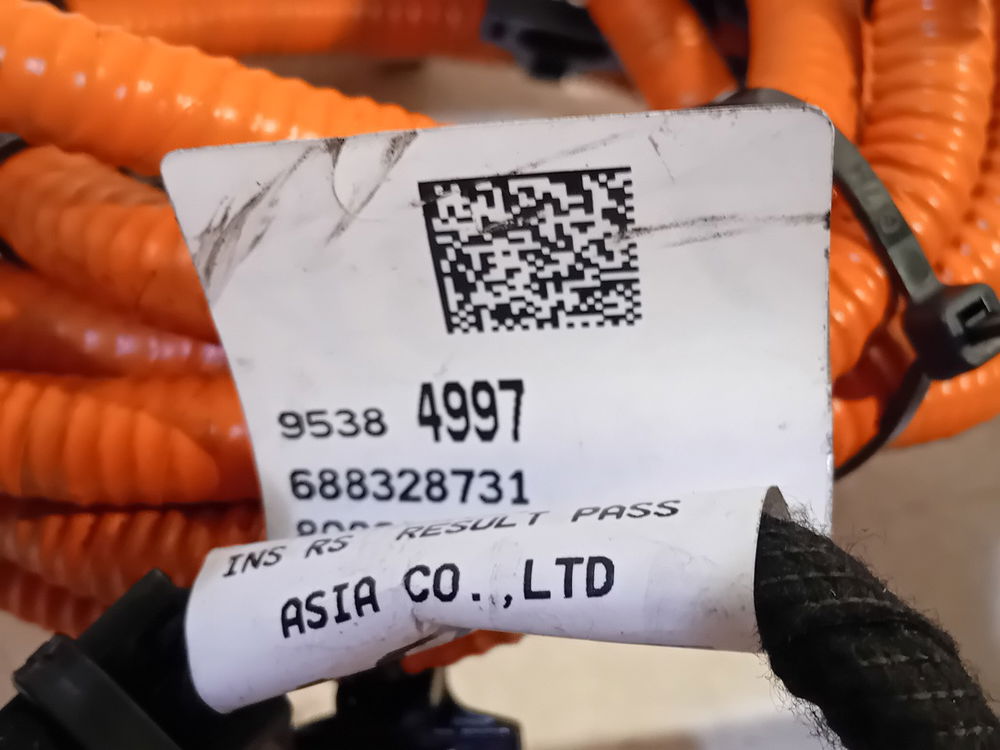 9538 4997
688328731
INS RS RESULT PASS
ASIA CO.,LTD